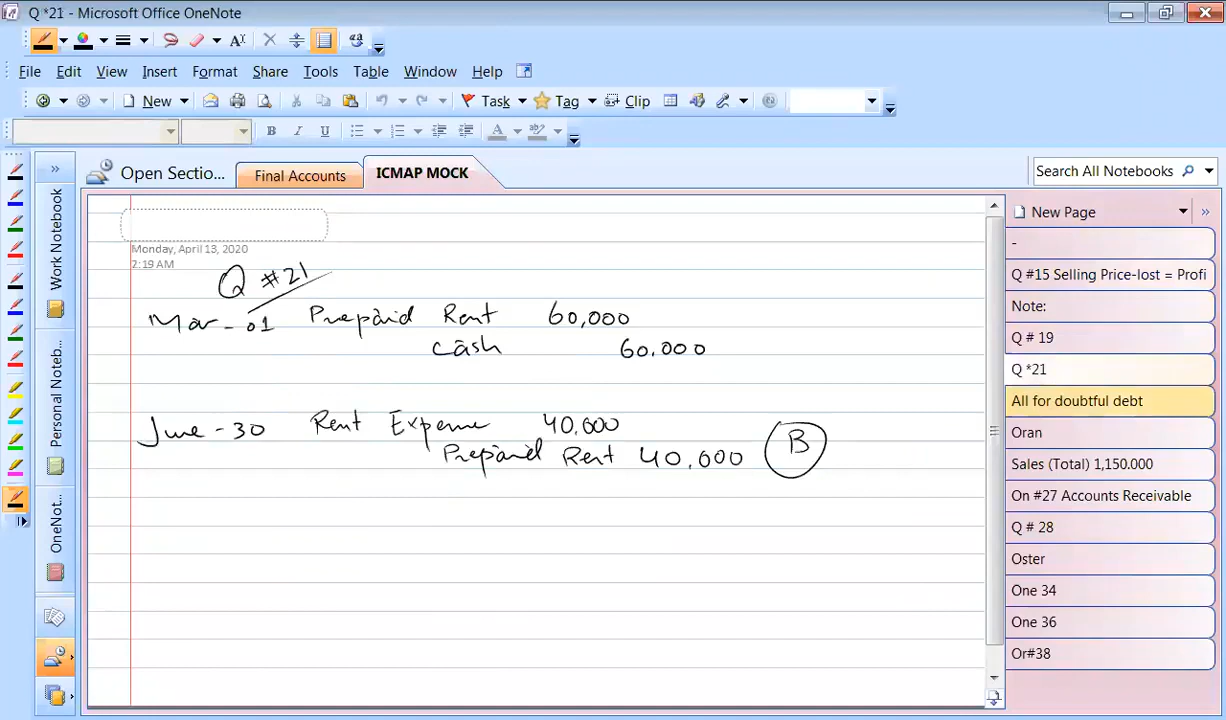 Q *21 - Microsoft Office OneNote
File Edit View Insert Format Share Tools Table Window Help
New Task Tag Clip
Open Sectio... Final Accounts ICMAP MOCK
Search All Notebooks
Work Notebook
Personal Noteb...
OneNot...
Monday, April 13, 2020
2:19 AM
Q #21
Mar - 01 Prepaid Rent 60,000
Cash 60.000
June - 30 Rent Expense 40.000
Prepaid Rent 40.000 B
New Page
-
Q #15 Selling Price-lost = Profi
Note:
Q # 19
Q *21
All for doubtful debt
Oran
Sales (Total) 1,150.000
On #27 Accounts Receivable
Q # 28
Oster
One 34
One 36
Or#38